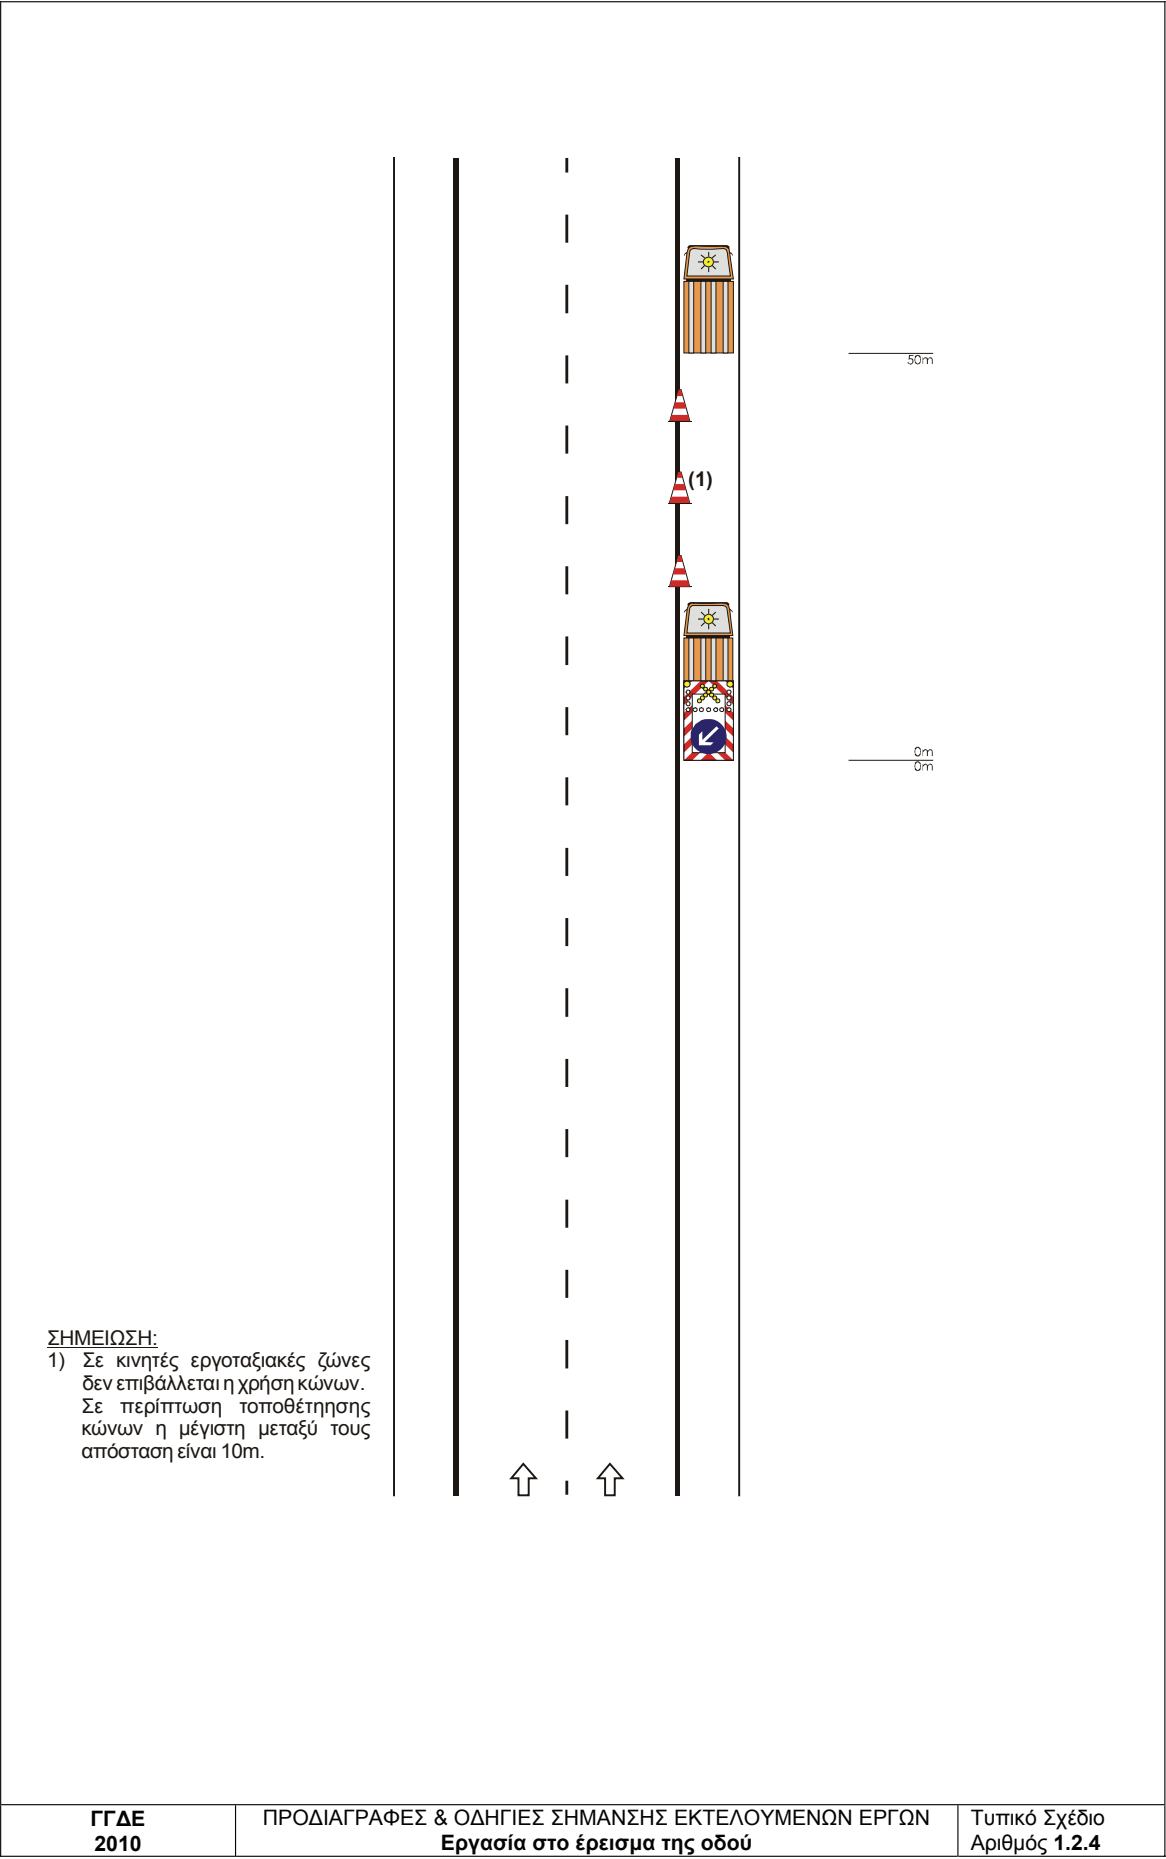 50m
(1)
0m
0m
ΣΗΜΕΙΩΣΗ:
1) Σε κινητές εργοταξιακές ζώνες
δεν επιβάλλεται η χρήση κώνων.
Σε περίπτωση τοποθέτηησης
κώνων η μέγιστη μεταξύ τους
απόσταση είναι 10m.
ΓΓΔΕ
2010
ΠΡΟΔΙΑΓΡΑΦΕΣ & ΟΔΗΓΙΕΣ ΣΗΜΑΝΣΗΣ ΕΚΤΕΛΟΥΜΕΝΩΝ ΕΡΓΩΝ
Εργασία στο έρεισμα της οδού
Τυπικό Σχέδιο
Αριθμός 1.2.4